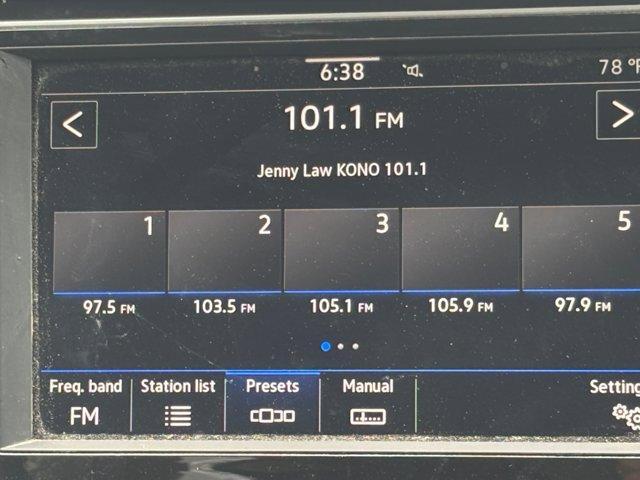 6:38 78 °F
< 101.1 FM >
Jenny Law KONO 101.1
1 2 3 4 5
97.5 FM 103.5 FM 105.1 FM 105.9 FM 97.9 FM
Freq. band Station list Presets Manual Setting
FM